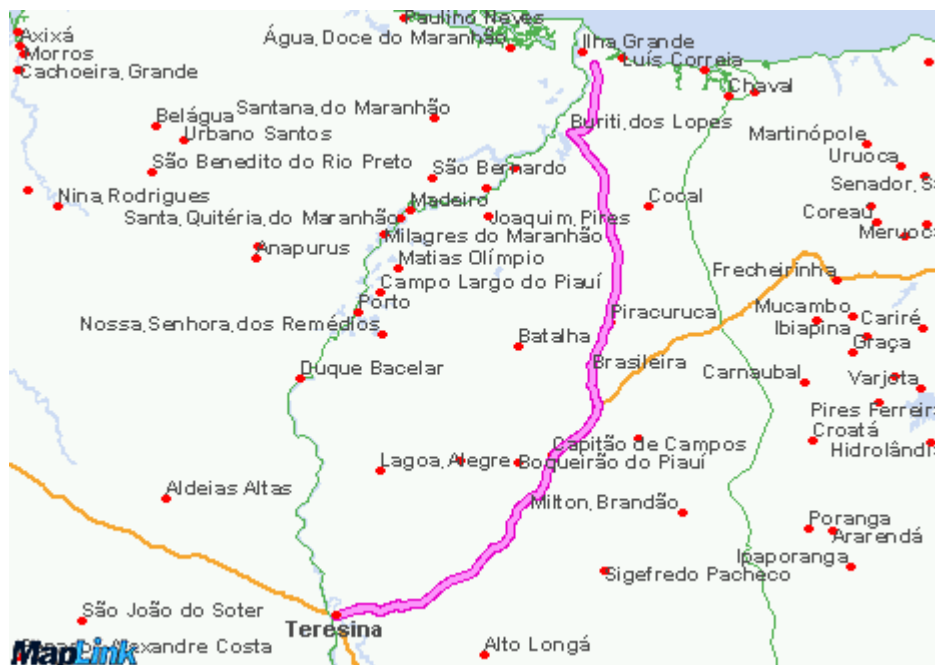 Paulino Neves
Axixá
Água,Doce do Maranhão
Ilha Grande
Morros
Luís Correia
Cachoeira,Grande
Chaval
Santana,do Maranhão
Belágua
Buriti,dos Lopes
Urbano Santos
Martinópole
São Benedito do Rio Preto
São Bernardo
Uruoca
Senador,S
Nina,Rodrigues
Madeiro
Cocal
Santa,Quitéria,do Maranhão
Joaquim,Pires
Coreau
Milagres do Maranhão
Meruoca
Anapurus
Matias Olímpio
Frecheirinha
Campo Largo do Piauí
Porto
Piracuruca
Mucambo
Cariré
Nossa,Senhora,dos Remédios
Ibiapina
Batalha
Graça
Brasileira
Duque Bacelar
Carnaubal
Varjota
Pires Ferreira
Croatá
Capitão de Campos
Hidrolândi
Lagoa,Alegre
Boqueirão do Piauí
Aldeias Altas
Milton,Brandão
Poranga
Ararendá
Ipaporanga
Sigefredo Pacheco
São João do Soter
Teresina
Alexandre Costa
Alto Longá
MapLink